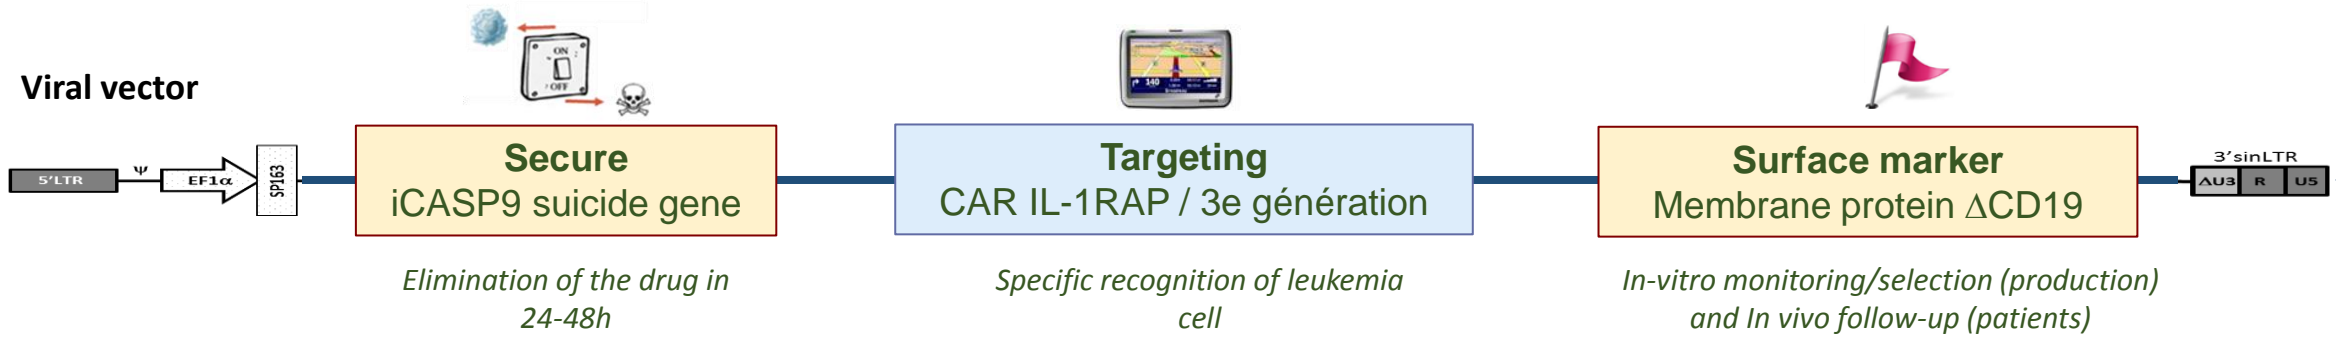 Viral vector
ON
OFF
140
5'LTR
Ψ
EF1α
SP163
Secure
iCASP9 suicide gene
Targeting
CAR IL-1RAP / 3e génération
Surface marker
Membrane protein ΔCD19
3'sinLTR
ΔU3 R U5
Elimination of the drug in
24-48h
Specific recognition of leukemia
cell
In-vitro monitoring/selection (production)
and In vivo follow-up (patients)